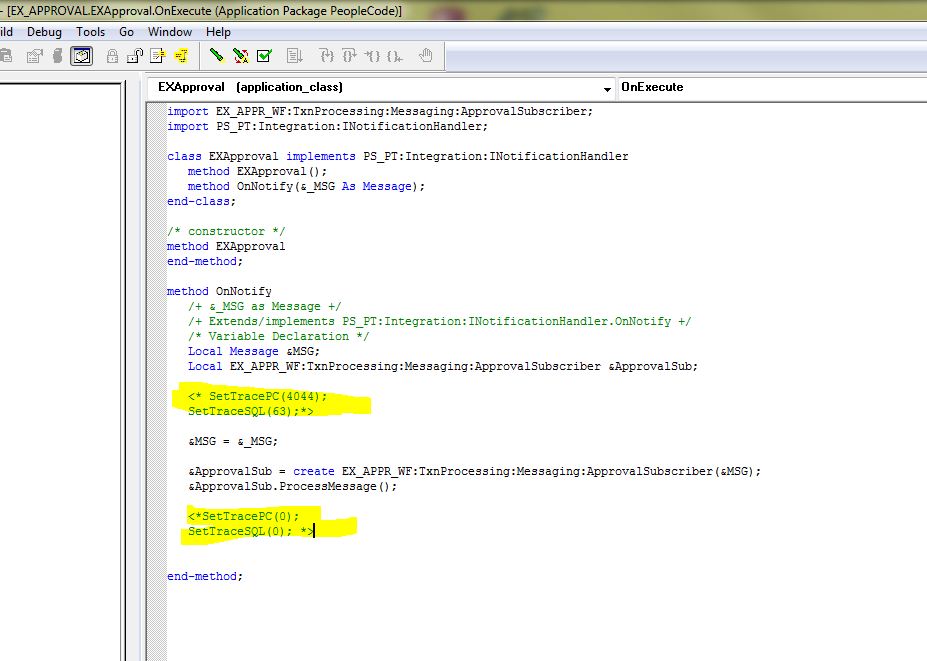 - [EX_APPROVAL.EXApproval.OnExecute (Application Package PeopleCode)]
ild Debug Tools Go Window Help
EXApproval (application_class) OnExecute
import EX_APPR_WF:TxnProcessing:Messaging:ApprovalSubscriber;
import PS_PT:Integration:INotificationHandler;
class EXApproval implements PS_PT:Integration:INotificationHandler
method EXApproval();
method OnNotify(&_MSG As Message);
end-class;
/* constructor */
method EXApproval
end-method;
method OnNotify
/+ &_MSG as Message +/
/+ Extends/implements PS_PT:Integration:INotificationHandler.OnNotify +/
/* Variable Declaration */
Local Message &MSG;
Local EX_APPR_WF:TxnProcessing:Messaging:ApprovalSubscriber &ApprovalSub;
<* SetTracePC(4044);
SetTraceSQL(63);*>
&MSG = &_MSG;
&ApprovalSub = create EX_APPR_WF:TxnProcessing:Messaging:ApprovalSubscriber(&MSG);
&ApprovalSub.ProcessMessage();
<*SetTracePC(0);
SetTraceSQL(0); *>
end-method;